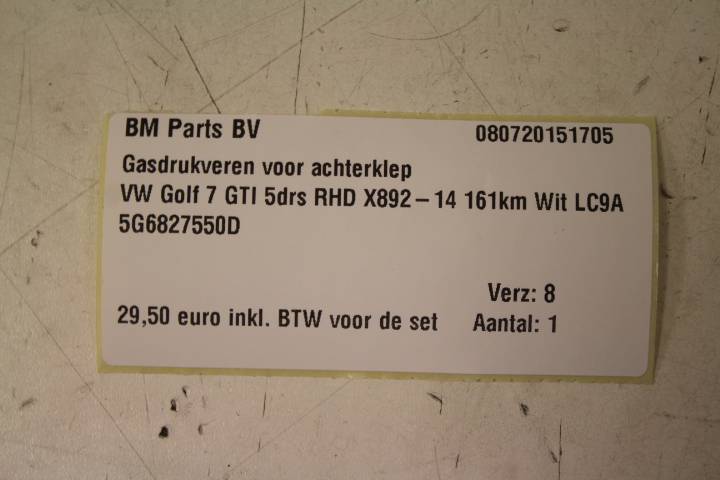 BM Parts BV 080720151705
Gasdrukveren voor achterklep
VW Golf 7 GTI 5drs RHD X892-14 161km Wit LC9A
5G6827550D
Verz: 8
29,50 euro inkl. BTW voor de set Aantal: 1